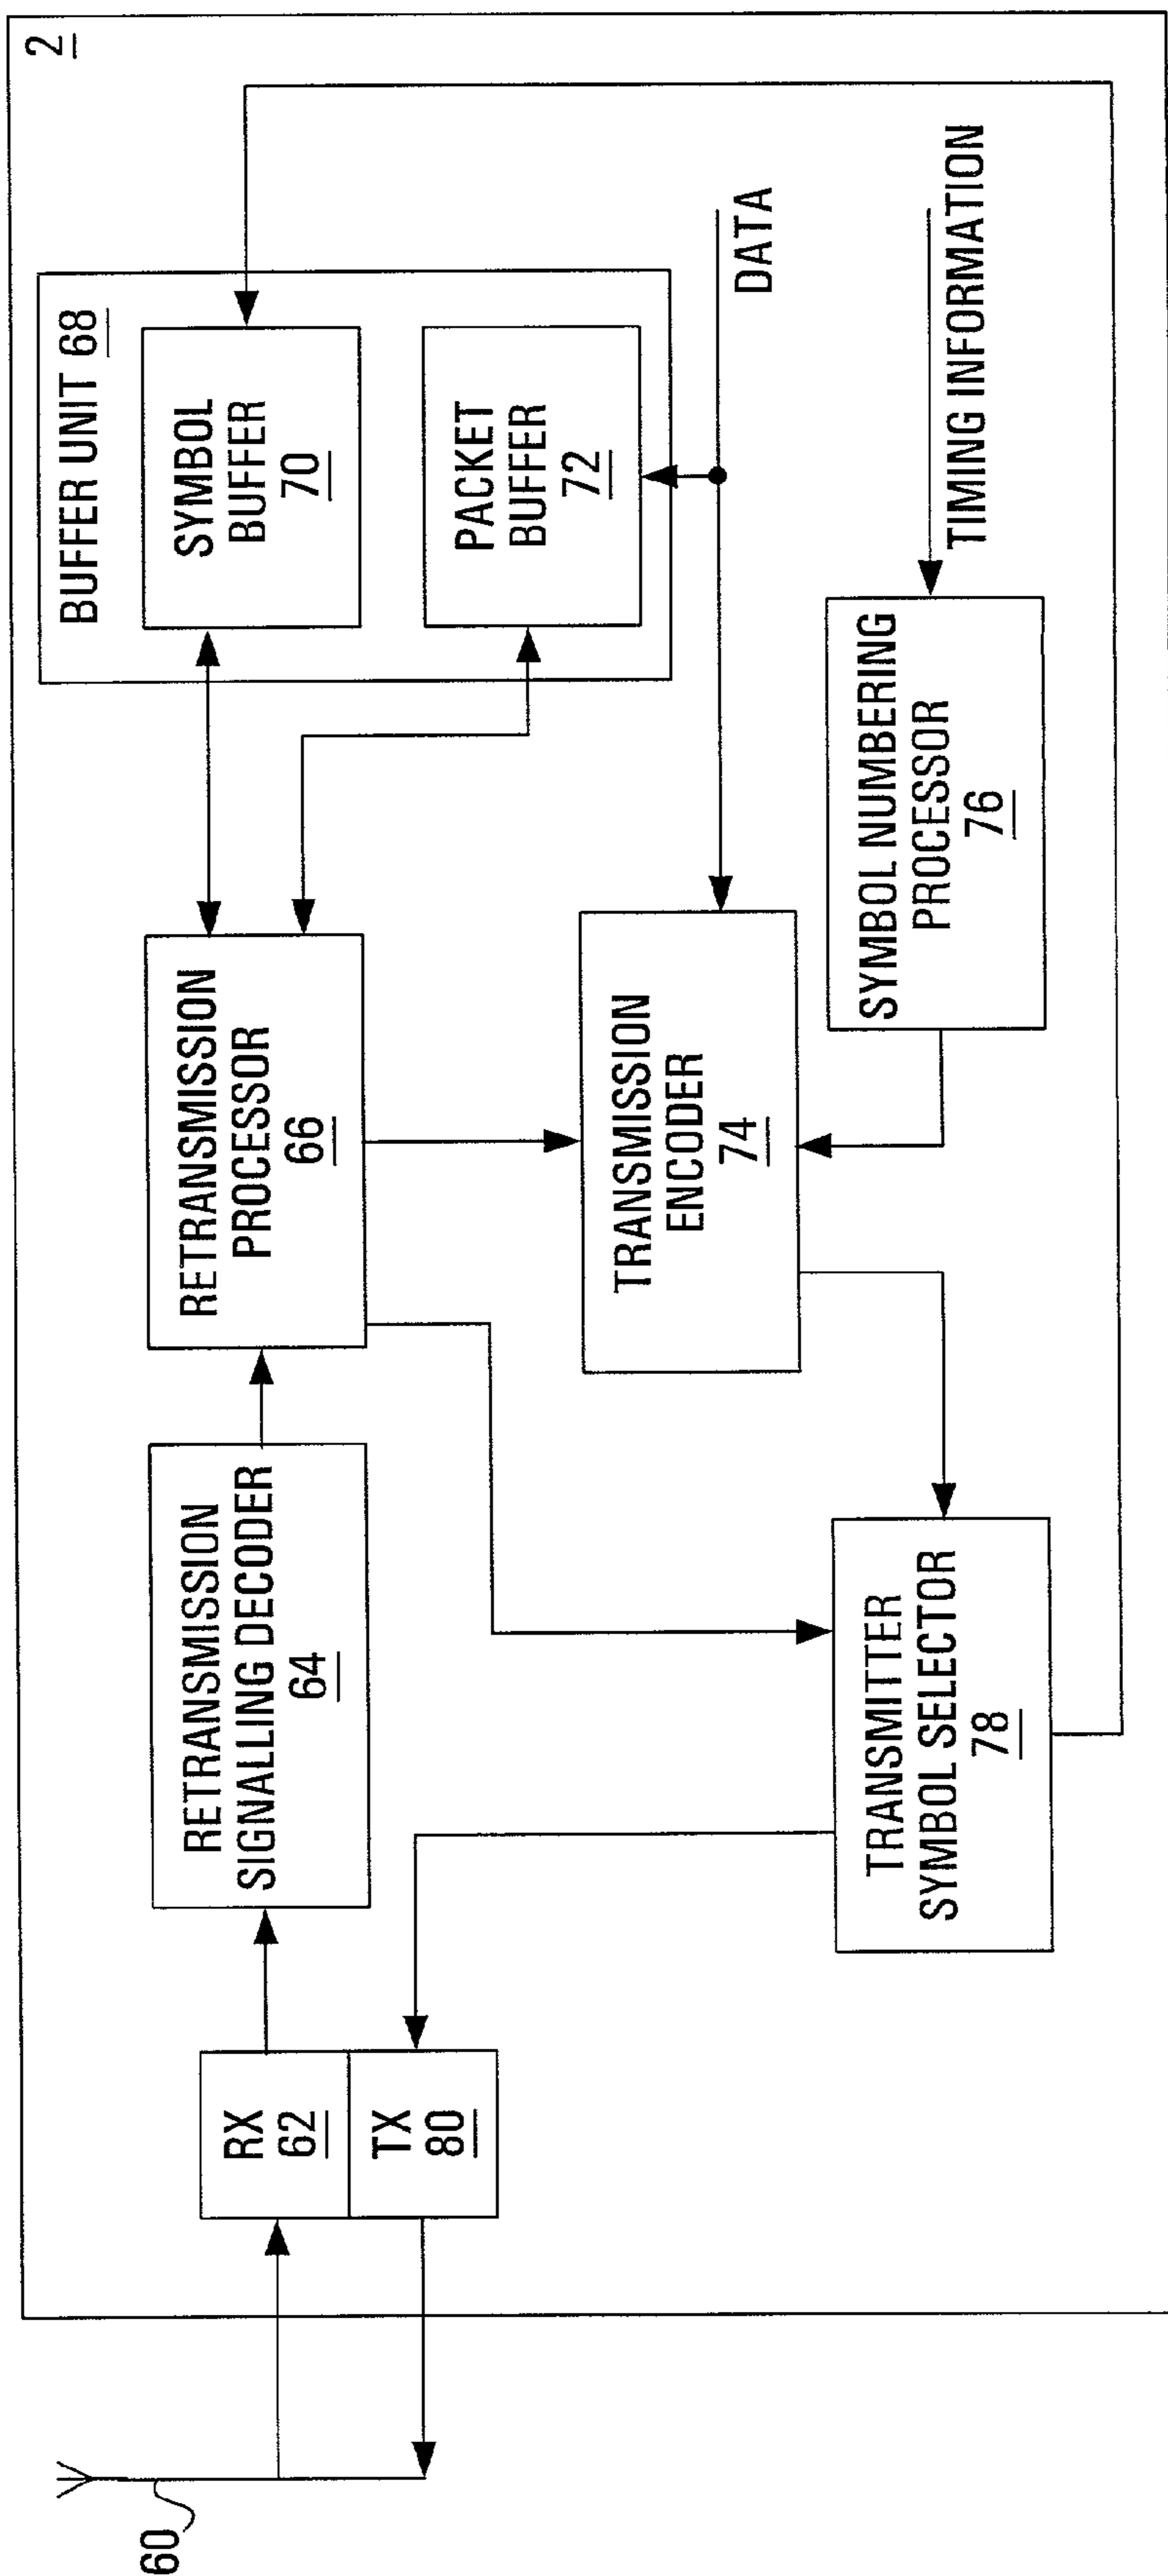 2
60
RX
62
TX
80
RETRANSMISSION
SIGNALLING DECODER
64
RETRANSMISSION
PROCESSOR
66
BUFFER UNIT 68
SYMBOL
BUFFER
70
PACKET
BUFFER
72
DATA
TRANSMISSION
ENCODER
74
TRANSMITTER
SYMBOL SELECTOR
78
SYMBOL NUMBERING
PROCESSOR
76
TIMING INFORMATION